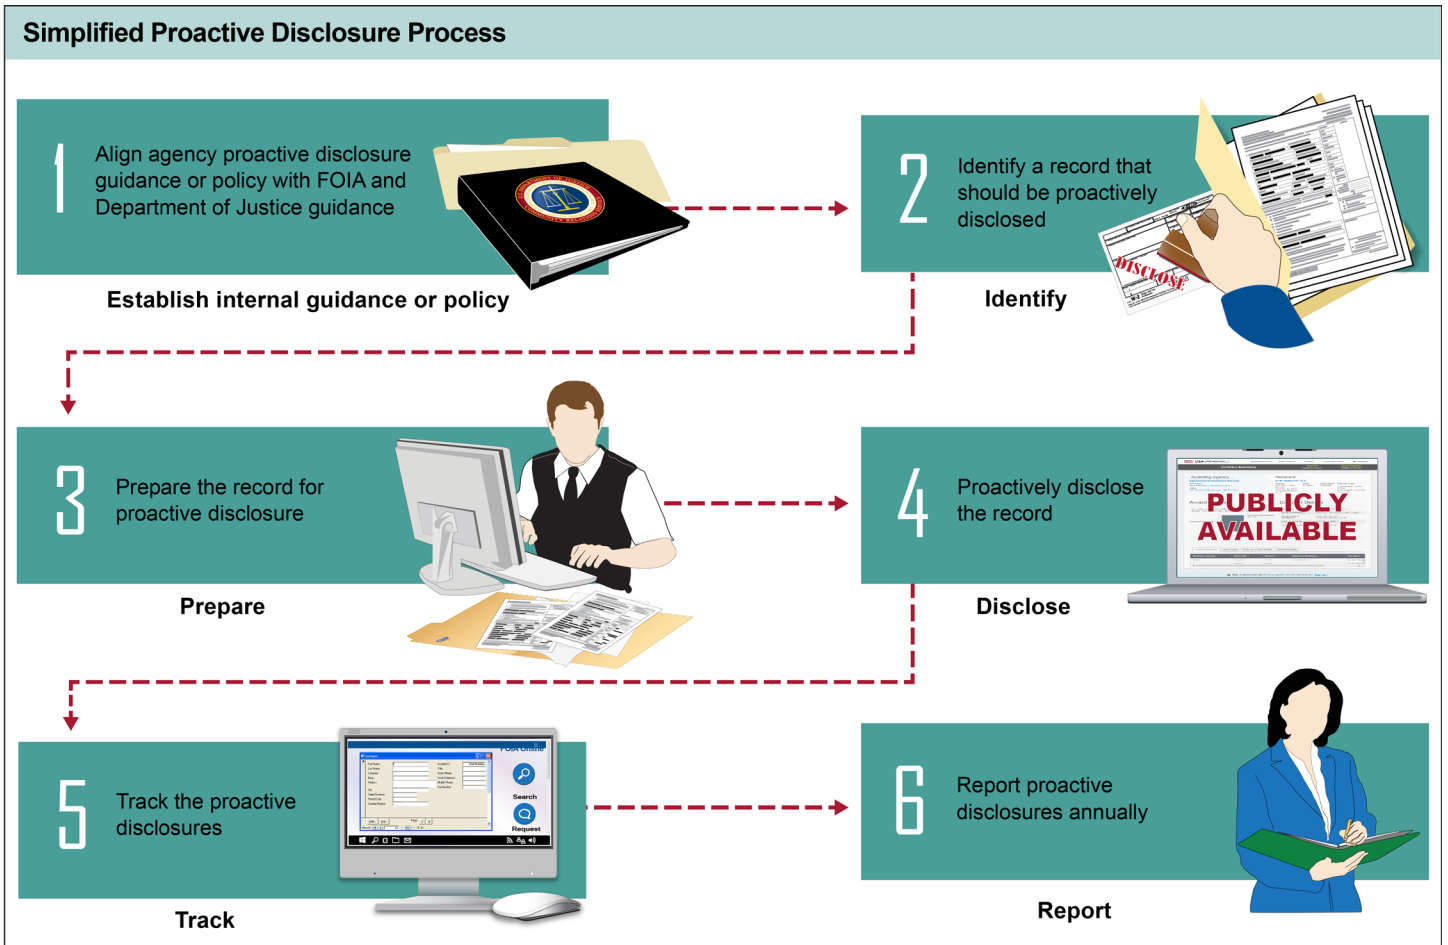 Simplified Proactive Disclosure Process
1
Align agency proactive disclosure
guidance or policy with FOIA and
Department of Justice guidance
Establish internal guidance or policy
2
Identify a record that
should be proactively
disclosed
DISCLOSE
Identify
3
Prepare the record for
proactive disclosure
Prepare
4
Proactively disclose
the record
PUBLICLY
AVAILABLE
Disclose
5
Track the proactive
disclosures
FOIA Online
Search
Request
Track
6
Report proactive
disclosures annually
Report